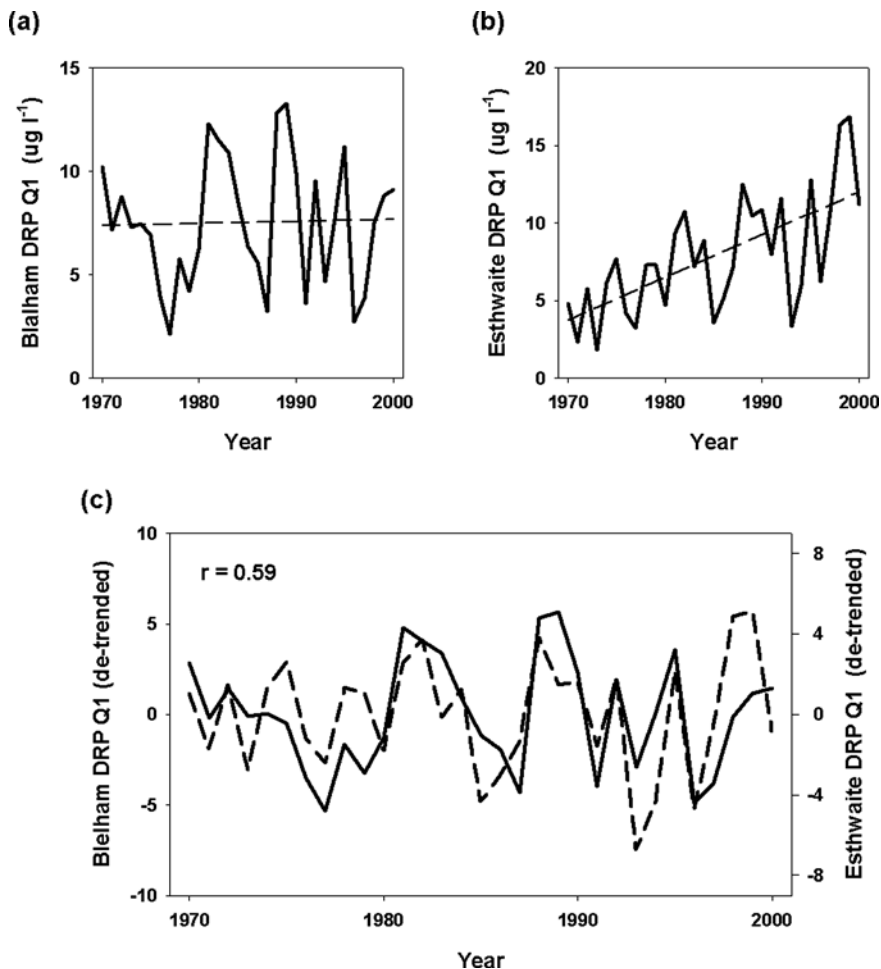 (a)
Blalham DRP Q1 (ug l⁻¹)
15
10
5
0
1970 1980 1990 2000
Year
(b)
Esthwaite DRP Q1 (ug l⁻¹)
20
15
10
5
0
1970 1980 1990 2000
Year
(c)
Blelham DRP Q1 (de-trended)
10
5
0
-5
-10
r = 0.59
8
4
0
-4
-8
Esthwaite DRP Q1 (de-trended)
1970 1980 1990 2000
Year